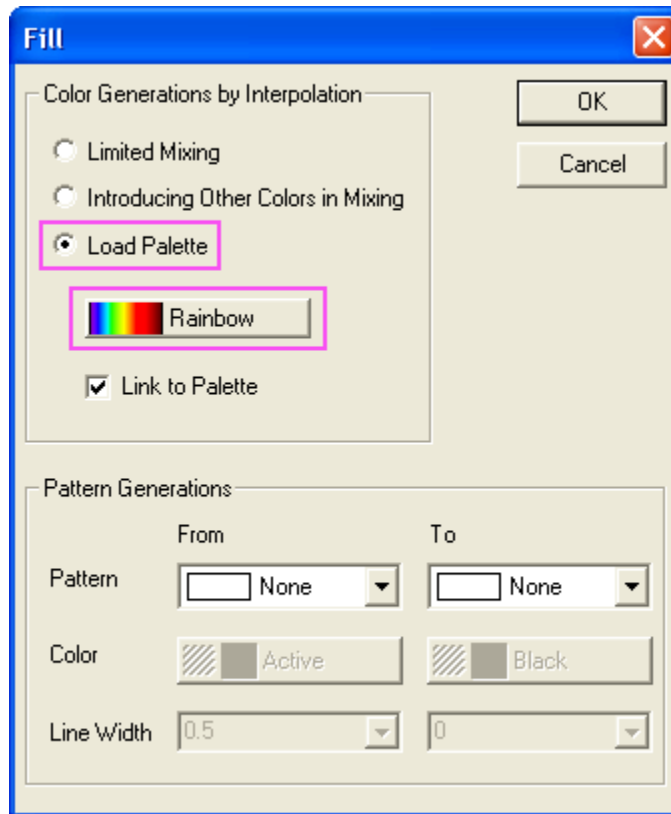 Fill
Color Generations by Interpolation
OK
Limited Mixing
Cancel
Introducing Other Colors in Mixing
Load Palette
Rainbow
Link to Palette
Pattern Generations
From To
Pattern None None
Color Active Black
Line Width 0.5 0